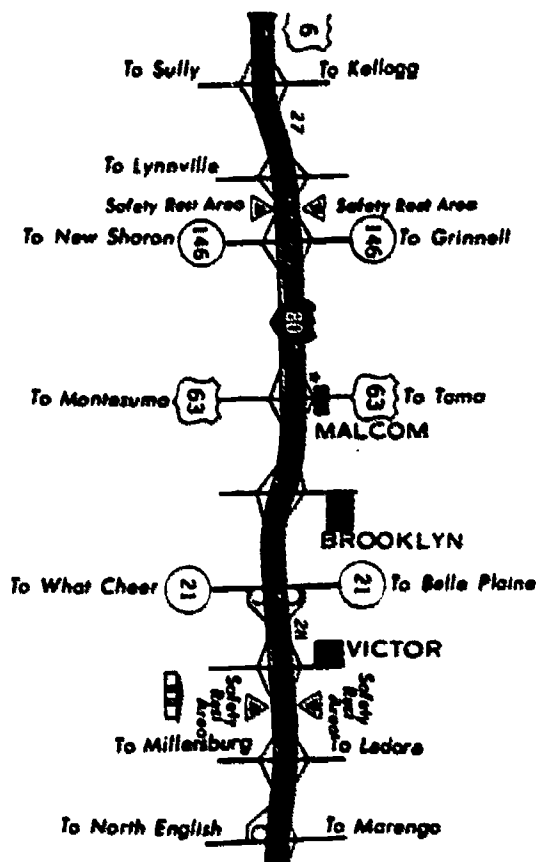 6
To Sully To Kellogg
27
To Lynnville
Safety Rest Area Safety Rest Area
To New Sharon 146 146 To Grinnell
80
To Montezuma 63 63 To Tama
MALCOM
BROOKLYN
To What Cheer 21 21 To Belle Plaine
VICTOR
Safety Rest Area Safety Rest Area
To Millersburg To Ladora
To North English To Marengo